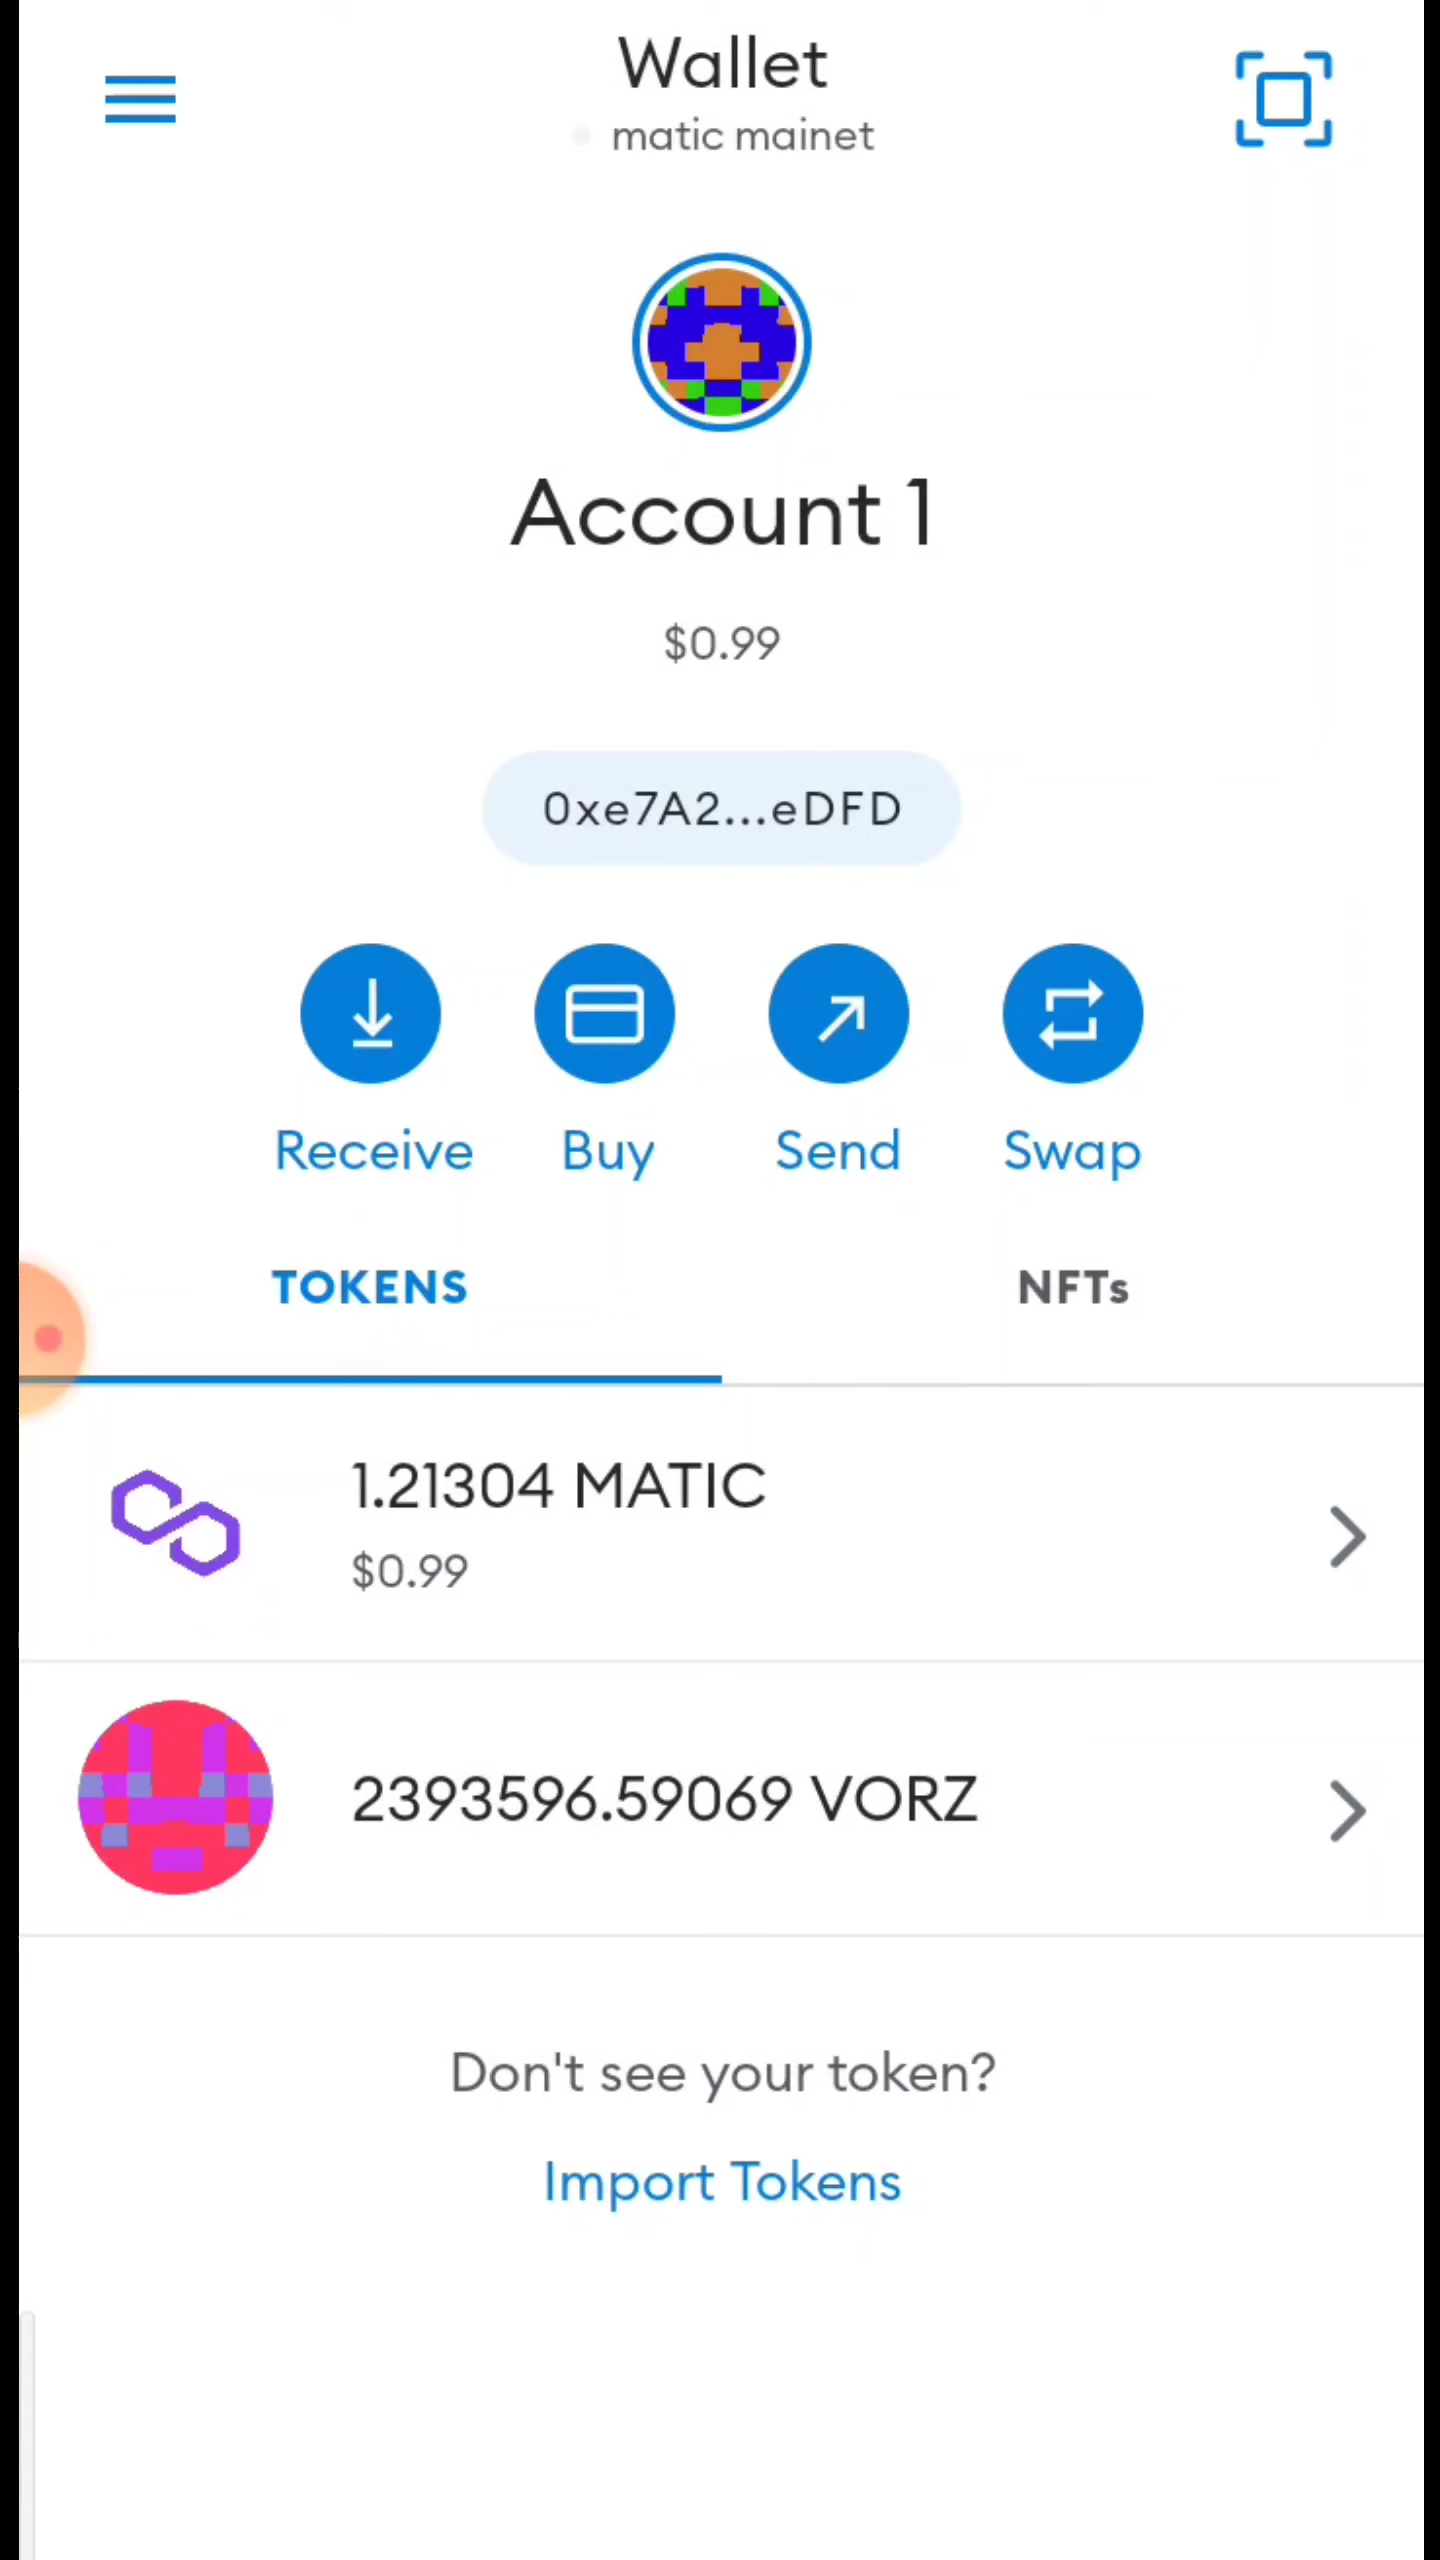 Wallet
matic mainet
Account 1
$0.99
0xe7A2...eDFD
Receive
Buy
Send
Swap
TOKENS
NFTs
1.21304 MATIC
$0.99
2393596.59069 VORZ
Don't see your token?
Import Tokens